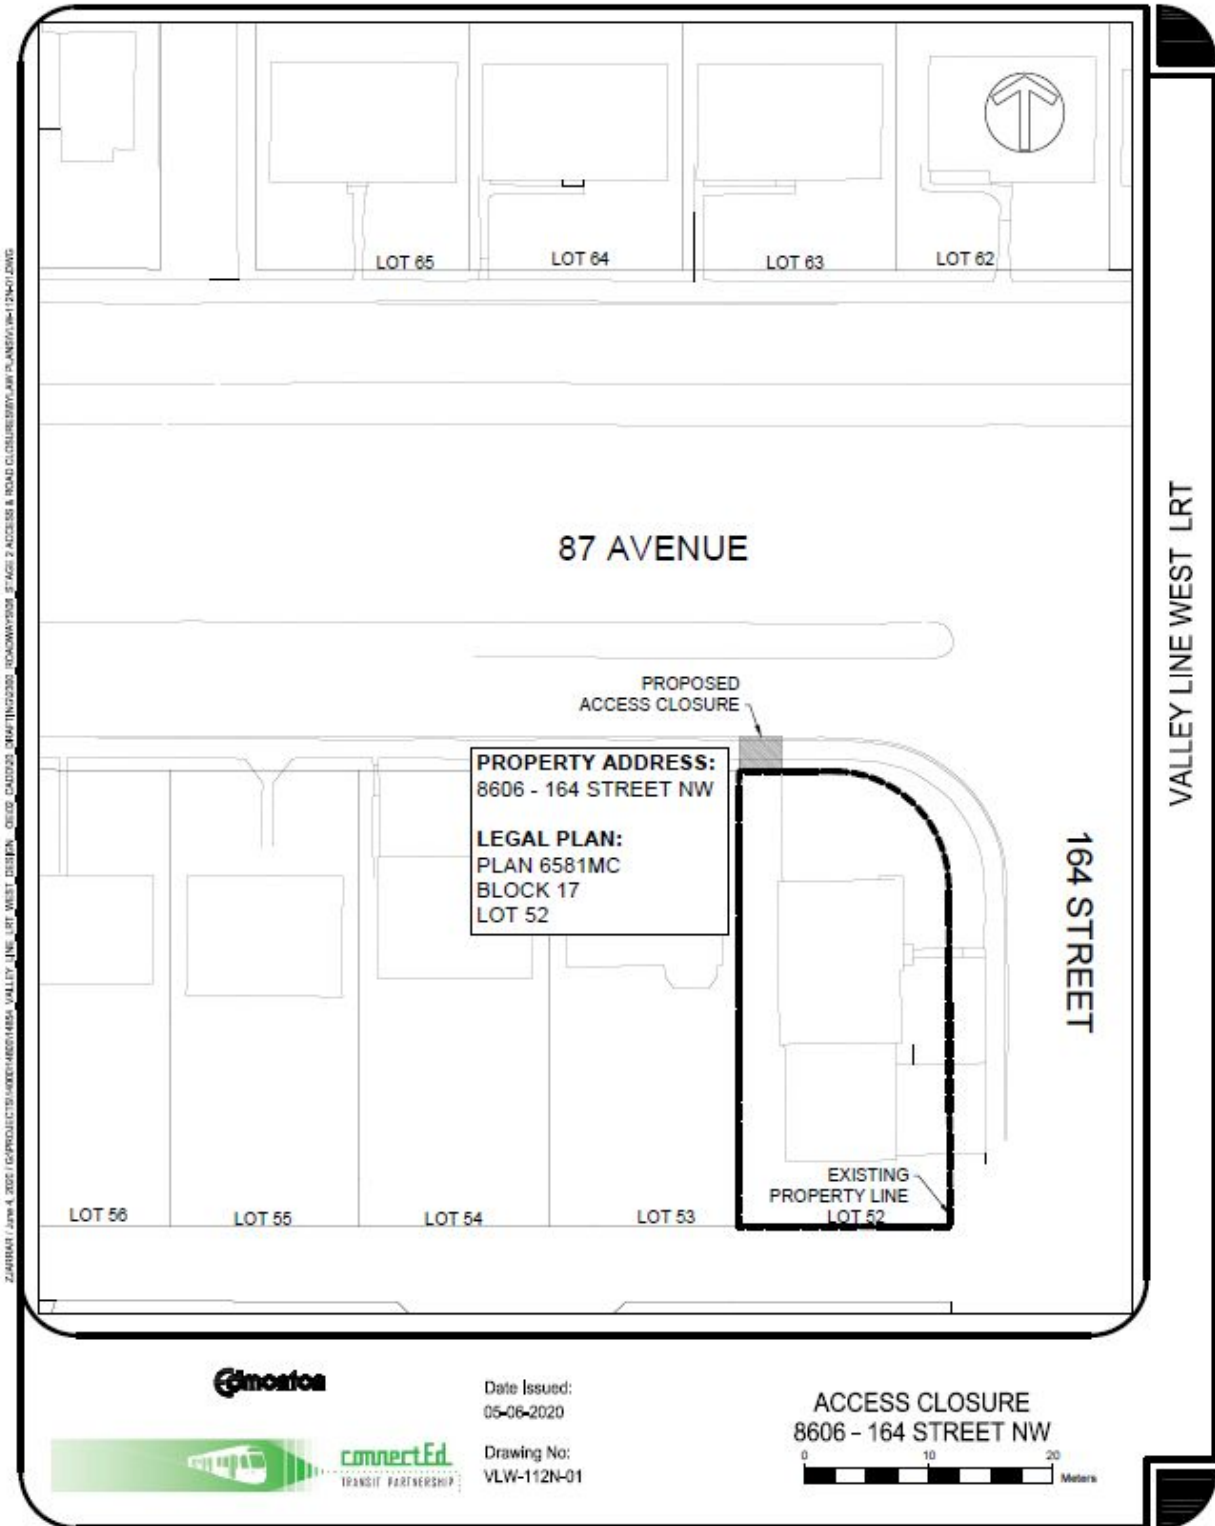 LOT 65
LOT 64
LOT 63
LOT 62
87 AVENUE
PROPOSED
ACCESS CLOSURE
PROPERTY ADDRESS:
8606 - 164 STREET NW
LEGAL PLAN:
PLAN 6581MC
BLOCK 17
LOT 52
164 STREET
VALLEY LINE WEST LRT
EXISTING
PROPERTY LINE
LOT 56
LOT 55
LOT 54
LOT 53
LOT 52
Edmonton
connectEd
TRANSIT PARTNERSHIP
Date Issued:
05-06-2020
Drawing No:
VLW-112N-01
ACCESS CLOSURE
8606 - 164 STREET NW
0 10 20
Meters